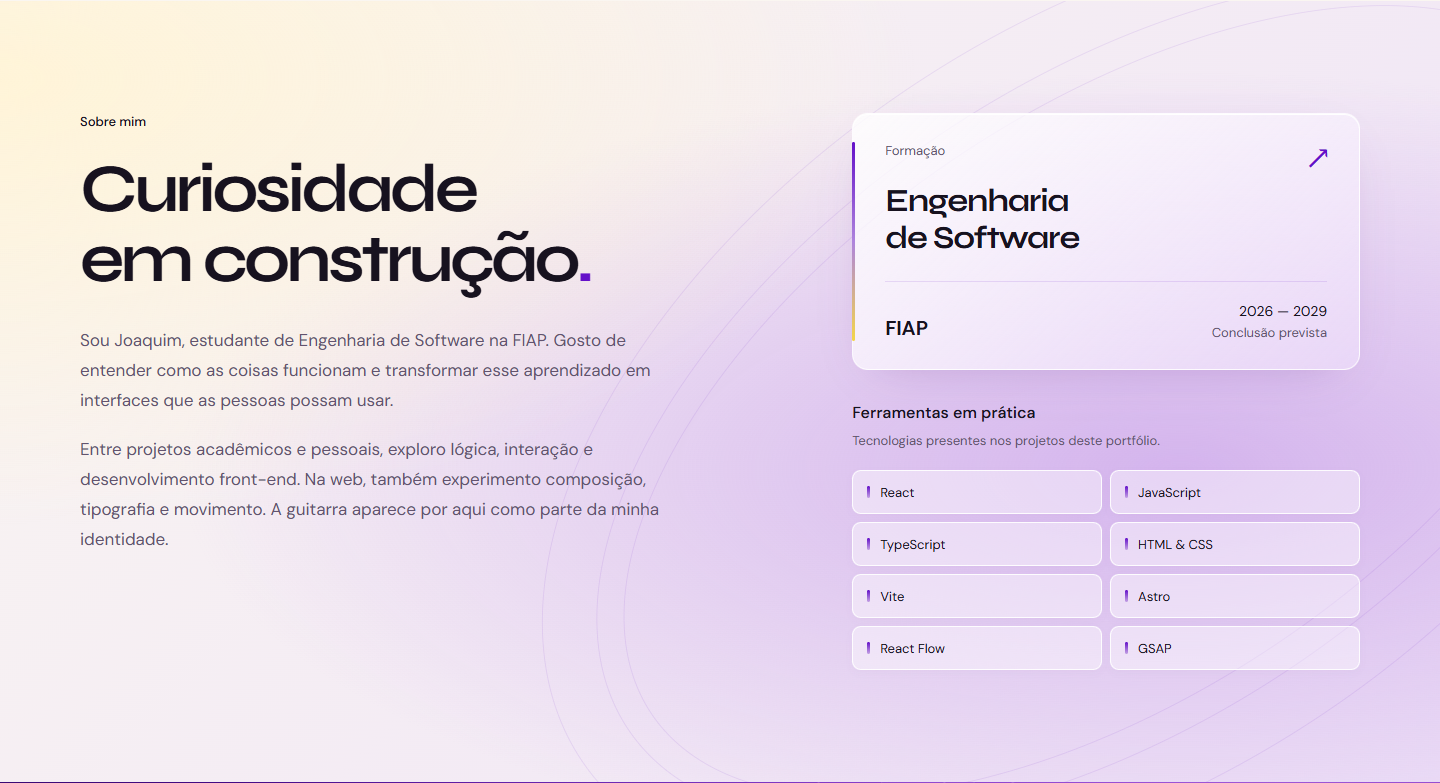 Sobre mim
Curiosidade
em construção.
Sou Joaquim, estudante de Engenharia de Software na FIAP. Gosto de
entender como as coisas funcionam e transformar esse aprendizado em
interfaces que as pessoas possam usar.
Entre projetos acadêmicos e pessoais, exploro lógica, interação e
desenvolvimento front-end. Na web, também experimento composição,
tipografia e movimento. A guitarra aparece por aqui como parte da minha
identidade.
Formação
Engenharia
de Software
FIAP
2026 — 2029
Conclusão prevista
Ferramentas em prática
Tecnologias presentes nos projetos deste portfólio.
React
JavaScript
TypeScript
HTML & CSS
Vite
Astro
React Flow
GSAP